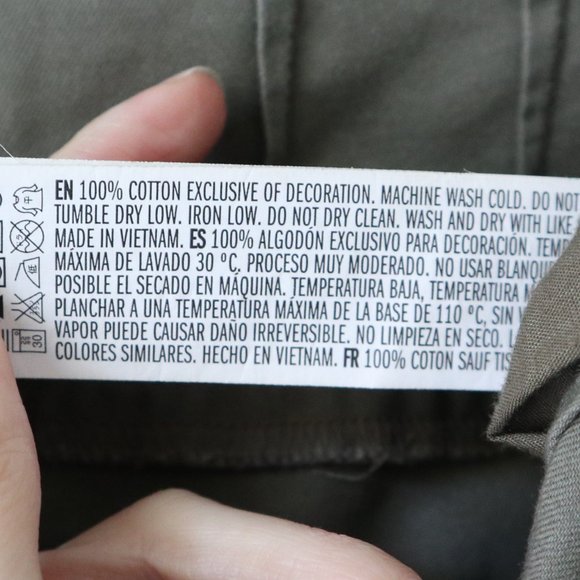 EN 100% COTTON EXCLUSIVE OF DECORATION. MACHINE WASH COLD. DO NOT
TUMBLE DRY LOW. IRON LOW. DO NOT DRY CLEAN. WASH AND DRY WITH LIKE
MADE IN VIETNAM. ES 100% ALGODÓN EXCLUSIVO PARA DECORACIÓN.
MÁXIMA DE LAVADO 30 ºC, PROCESO MUY MODERADO. NO USAR
POSIBLE EL SECADO EN MÁQUINA. TEMPERATURA BAJA, TEMPERATURA
PLANCHAR A UNA TEMPERATURA MÁXIMA DE LA BASE DE 110 ºC, SIN
VAPOR PUEDE CAUSAR DAÑO IRREVERSIBLE. NO LIMPIEZA EN SECO.
COLORES SIMILARES. HECHO EN VIETNAM. FR 100% COTON SAUF
30